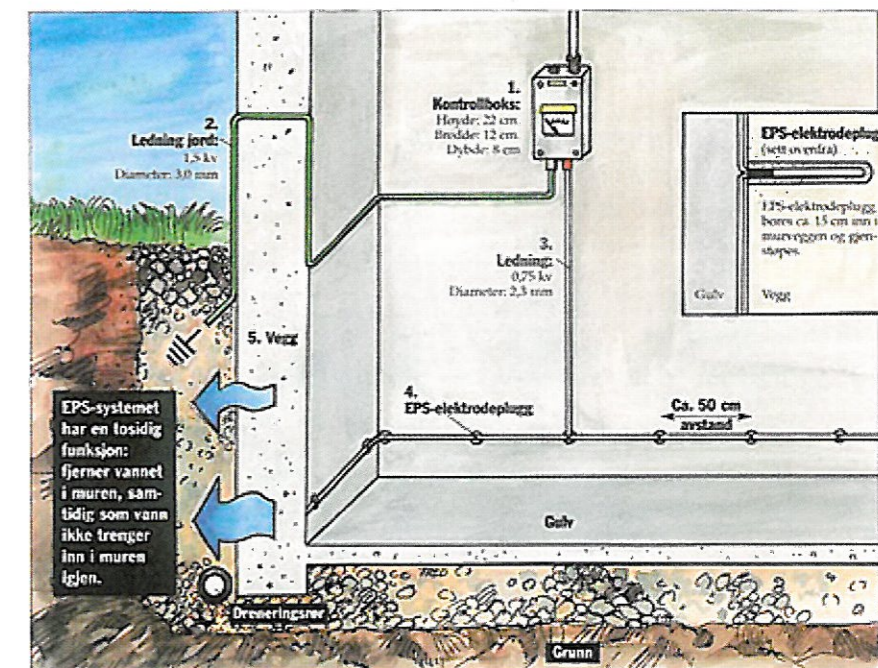 1.
Kontrollboks:
Høyde: 22 cm
Bredde: 12 cm
Dybde: 8 cm
2.
Ledning jord:
1,5 kv
Diameter: 3,0 mm
EPS-elektrodeplugg
(sett ovenfra)
EPS-elektrodeplugg
bores ca. 15 cm inn i
murveggen og gjen-
støpes.
Gulv
Vegg
3.
Ledning:
0,75 kv
Diameter: 2,3 mm
5. Vegg
4.
EPS-elektrodeplugg
Ca. 50 cm
avstand
EPS-systemet
har en tosidig
funksjon:
fjerner vannet
i muren, sam-
tidig som vann
ikke trenger
inn i muren
igjen.
Gulv
Dreneringsrør
Grunn